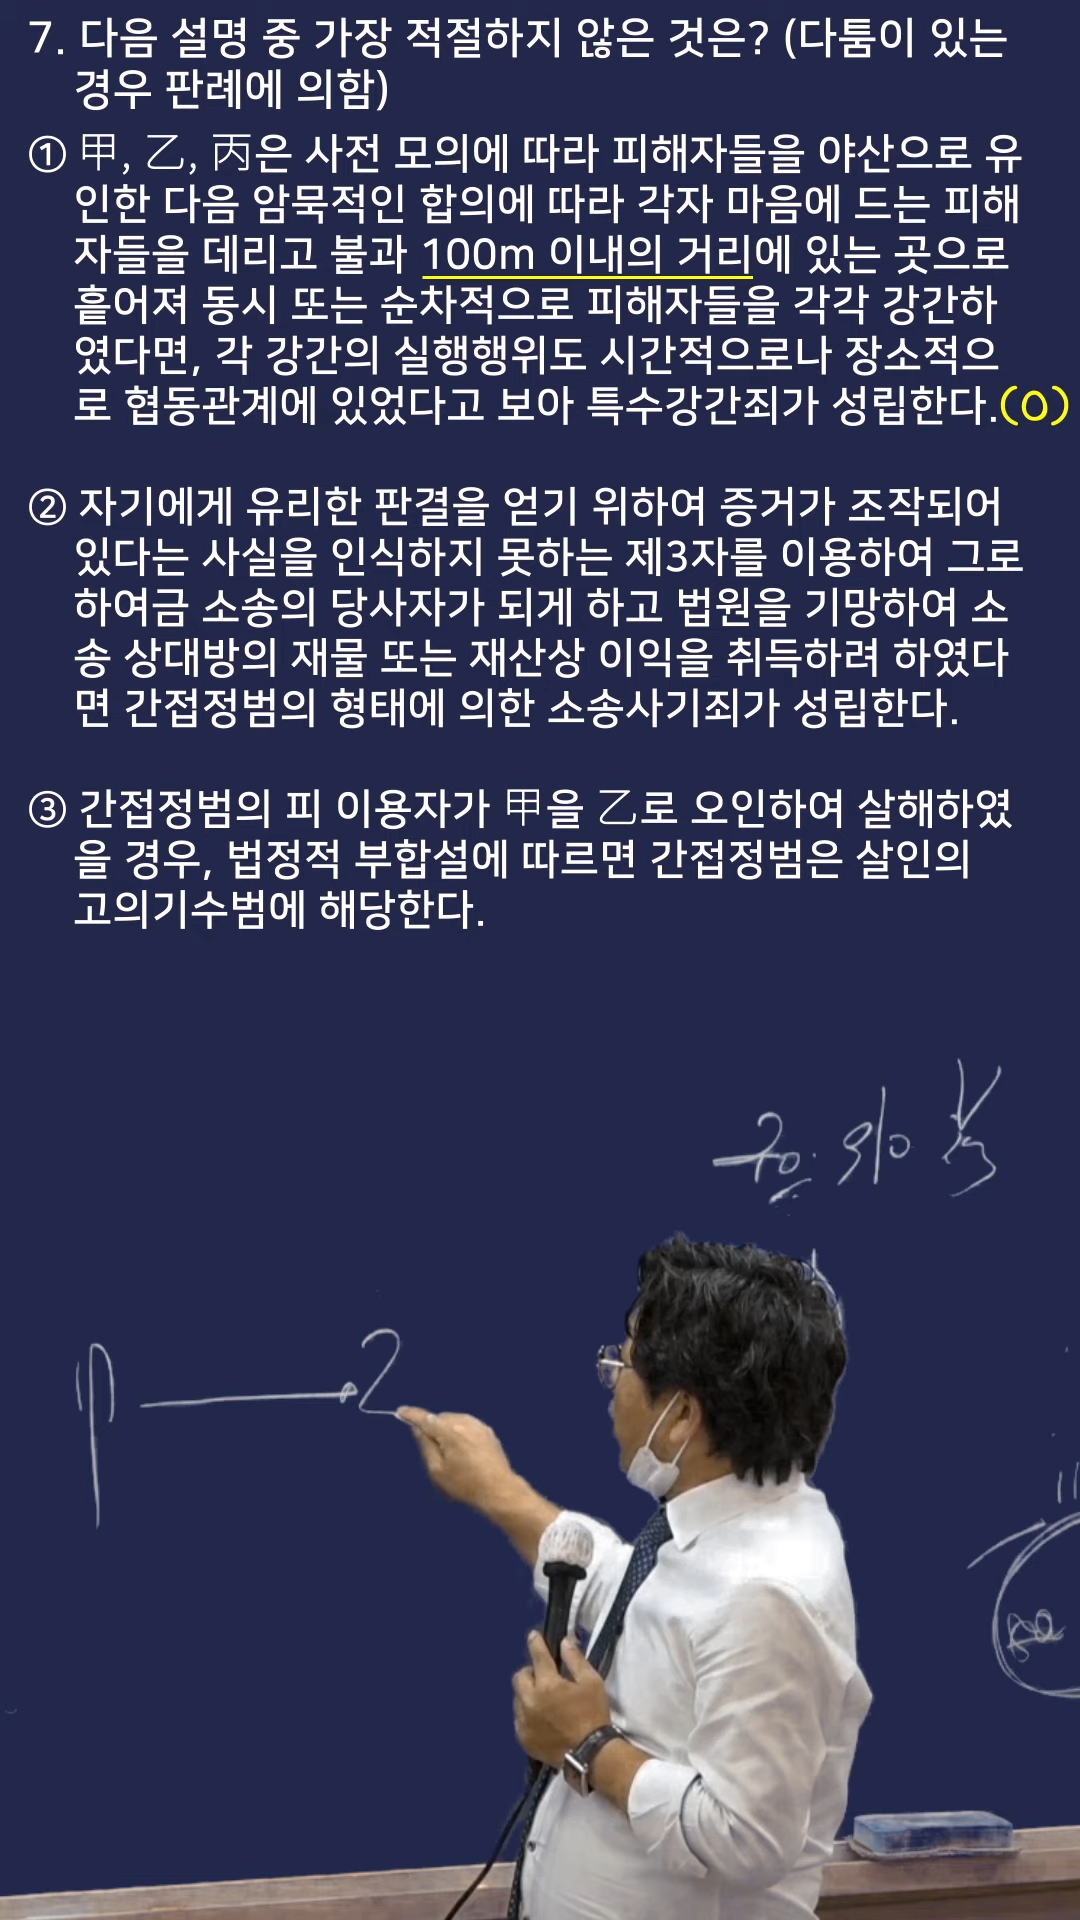 7. 다음 설명 중 가장 적절하지 않은 것은? (다툼이 있는
경우 판례에 의함)
① 甲, 乙, 丙은 사전 모의에 따라 피해자들을 야산으로 유
인한 다음 암묵적인 합의에 따라 각자 마음에 드는 피해
자들을 데리고 불과 100m 이내의 거리에 있는 곳으로
흩어져 동시 또는 순차적으로 피해자들을 각각 강간하
였다면, 각 강간의 실행행위도 시간적으로나 장소적으
로 협동관계에 있었다고 보아 특수강간죄가 성립한다.(O)
② 자기에게 유리한 판결을 얻기 위하여 증거가 조작되어
있다는 사실을 인식하지 못하는 제3자를 이용하여 그로
하여금 소송의 당사자가 되게 하고 법원을 기망하여 소
송 상대방의 재물 또는 재산상 이익을 취득하려 하였다
면 간접정범의 형태에 의한 소송사기죄가 성립한다.
③ 간접정범의 피 이용자가 甲을 乙로 오인하여 살해하였
을 경우, 법정적 부합설에 따르면 간접정범은 살인의
고의기수범에 해당한다.